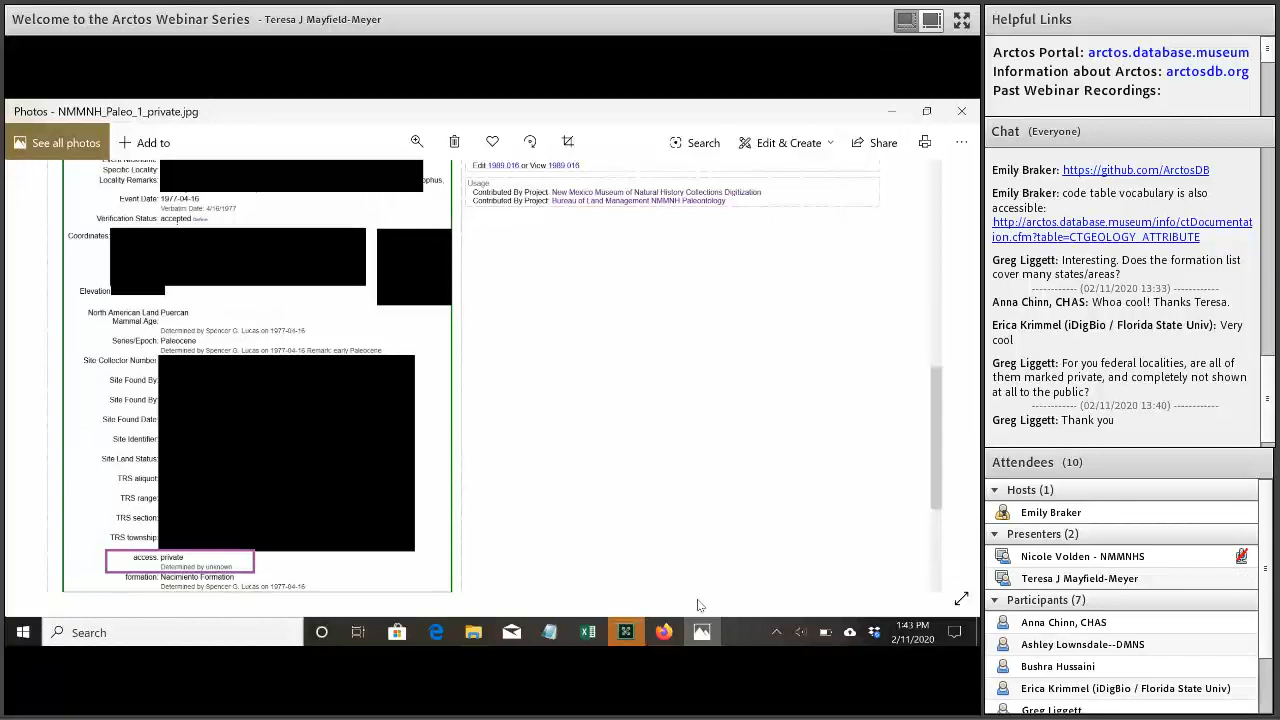 Welcome to the Arctos Webinar Series - Teresa J Mayfield-Meyer
Photos - NMMNH_Paleo_1_private.jpg
See all photos
Add to
Search
Edit & Create
Share
Specific Locality
Locality Remarks:
ophus,
Event Date: 1977-04-16
Verbatim Date: 4/16/1977
Verification Status: accepted
Coordinates:
Elevation
North American Land Puercan
Mammal Age:
Determined by Spencer G. Lucas on 1977-04-16
Series/Epoch: Paleocene
Determined by Spencer G. Lucas on 1977-04-16 Remark: early Paleocene
Site Collector Number
Site Found By:
Site Found By:
Site Found Date:
Site Identifier:
Site Land Status:
TRS aliquot:
TRS range:
TRS section:
TRS township:
access: private
Determined by unknown
formation: Nacimiento Formation
Determined by Spencer G. Lucas on 1977-04-16
Edit 1989.016 or View 1989.016
Usage
Contributed By Project: New Mexico Museum of Natural History Collections Digitization
Contributed By Project: Bureau of Land Management NMMNH Paleontology
Search
1:43 PM
2/11/2020
Helpful Links
Arctos Portal: arctos.database.museum
Information about Arctos: arctosdb.org
Past Webinar Recordings:
Chat (Everyone)
Emily Braker: https://github.com/ArctosDB
Emily Braker: code table vocabulary is also
accessible:
http://arctos.database.museum/info/ctDocumentat
ion.cfm?table=CTGEOLOGY_ATTRIBUTE
Greg Liggett: Interesting. Does the formation list
cover many states/areas?
------------ (02/11/2020 13:33) ------------
Anna Chinn, CHAS: Whoa cool! Thanks Teresa.
Erica Krimmel (iDigBio / Florida State Univ): Very
cool
Greg Liggett: For you federal localities, are all of
them marked private, and completely not shown
at all to the public?
------------ (02/11/2020 13:40) ------------
Greg Liggett: Thank you
Attendees (10)
Hosts (1)
Emily Braker
Presenters (2)
Nicole Volden - NMMNHS
Teresa J Mayfield-Meyer
Participants (7)
Anna Chinn, CHAS
Ashley Lownsdale--DMNS
Bushra Hussaini
Erica Krimmel (iDigBio / Florida State Univ)
Greg Liggett